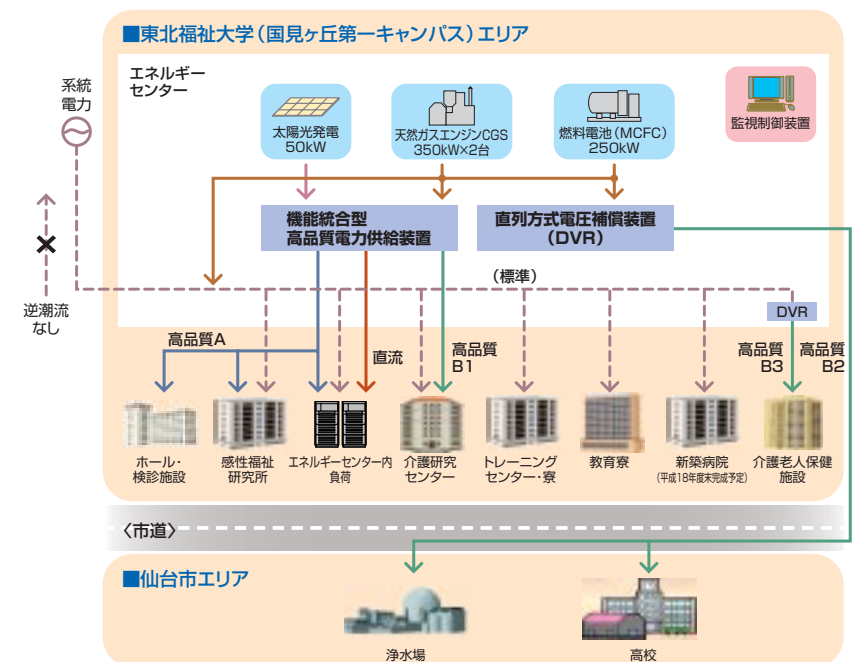 ■東北福祉大学(国見ヶ丘第一キャンパス)エリア
エネルギー
センター
系統
電力
太陽光発電
50kW
天然ガスエンジンCGS
350kW×2台
燃料電池(MCFC)
250kW
監視制御装置
機能統合型
高品質電力供給装置
直列方式電圧補償装置
(DVR)
(標準)
逆潮流
なし
DVR
高品質A
直流
高品質
B1
高品質
B3
高品質
B2
ホール・
検診施設
感性福祉
研究所
エネルギーセンター内
負荷
介護研究
センター
トレーニング
センター・寮
教育寮
新築病院
(平成18年度末完成予定)
介護老人保健
施設
〈市道〉
■仙台市エリア
浄水場
高校